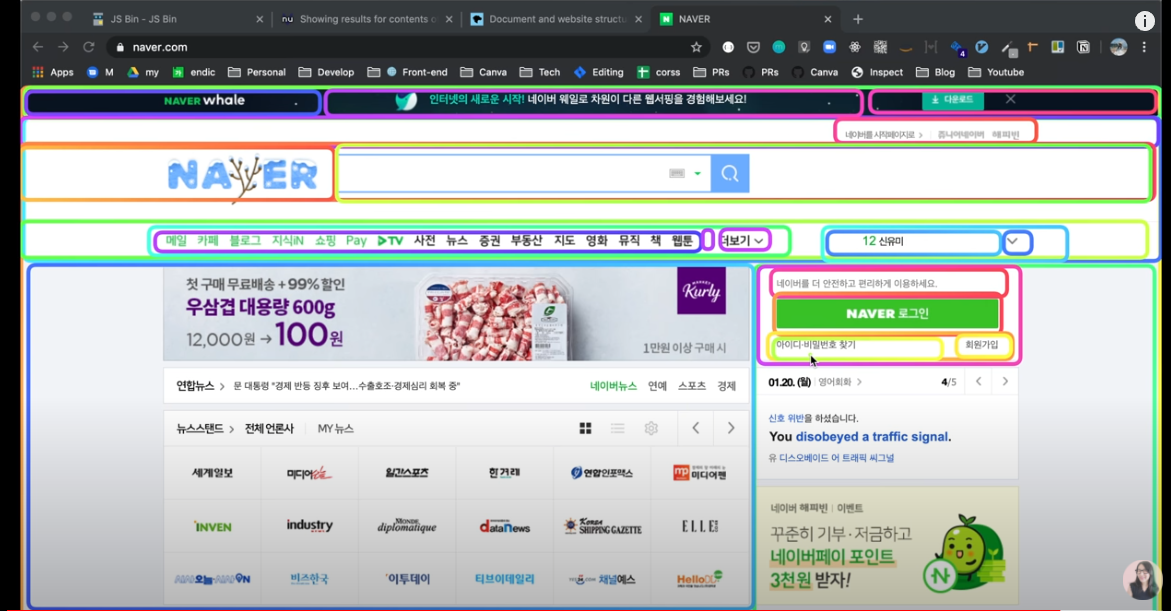 JS Bin - JS Bin
Showing results for contents o
Document and website structu
NAVER
naver.com
Apps M my endic Personal Develop Front-end Canva Tech Editing corss PRs PRs Canva Inspect Blog Youtube
NAVER whale
인터넷의 새로운 시작! 네이버 웨일로 차원이 다른 웹서핑을 경험해보세요!
다운로드
네이버를 시작페이지로 > 쥬니어네이버 해피빈
NAVER
메일 카페 블로그 지식iN 쇼핑 Pay TV 사전 뉴스 증권 부동산 지도 영화 뮤직 책 웹툰 더보기
12 신유미
첫 구매 무료배송 + 99% 할인
우삼겹 대용량 600g
12,000원 → 100원
MARKET
Kurly
1만원 이상 구매 시
네이버를 더 안전하고 편리하게 이용하세요.
NAVER 로그인
아이디·비밀번호 찾기 회원가입
연합뉴스 > 문 대통령 "경제 반등 징후 보여…수출호조·경제심리 회복 중"
네이버뉴스 연예 스포츠 경제
01.20. (월) 영어회화 > 4/5
뉴스스탠드 > 전체 언론사 MY뉴스
신호 위반을 하셨습니다.
You disobeyed a traffic signal.
유 디스오베이드 어 트래픽 씨그널
세계일보 미디어오늘 일간스포츠 한겨레 연합인포맥스 미디어펜
INVEN industry LE MONDE diplomatique dataNews Korea SHIPPING GAZETTE ELLE
비즈한국 이투데이 티브이데일리 채널예스 HelloDD
네이버 해피빈 이벤트
꾸준히 기부·저금하고
네이버페이 포인트
3천원 받자!